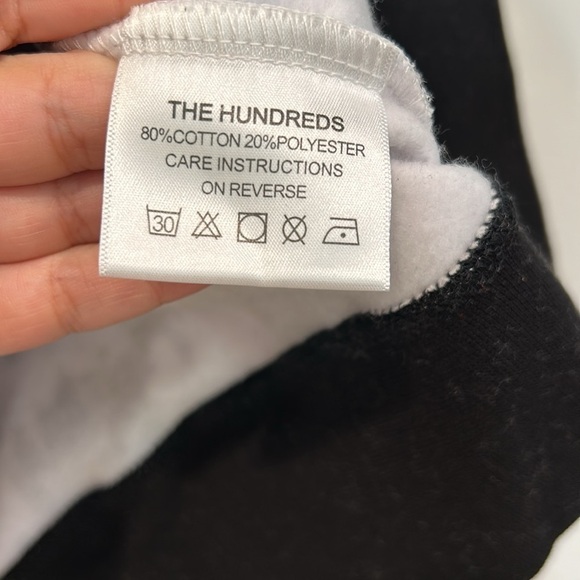 THE HUNDREDS
80%COTTON 20%POLYESTER
CARE INSTRUCTIONS
ON REVERSE
30